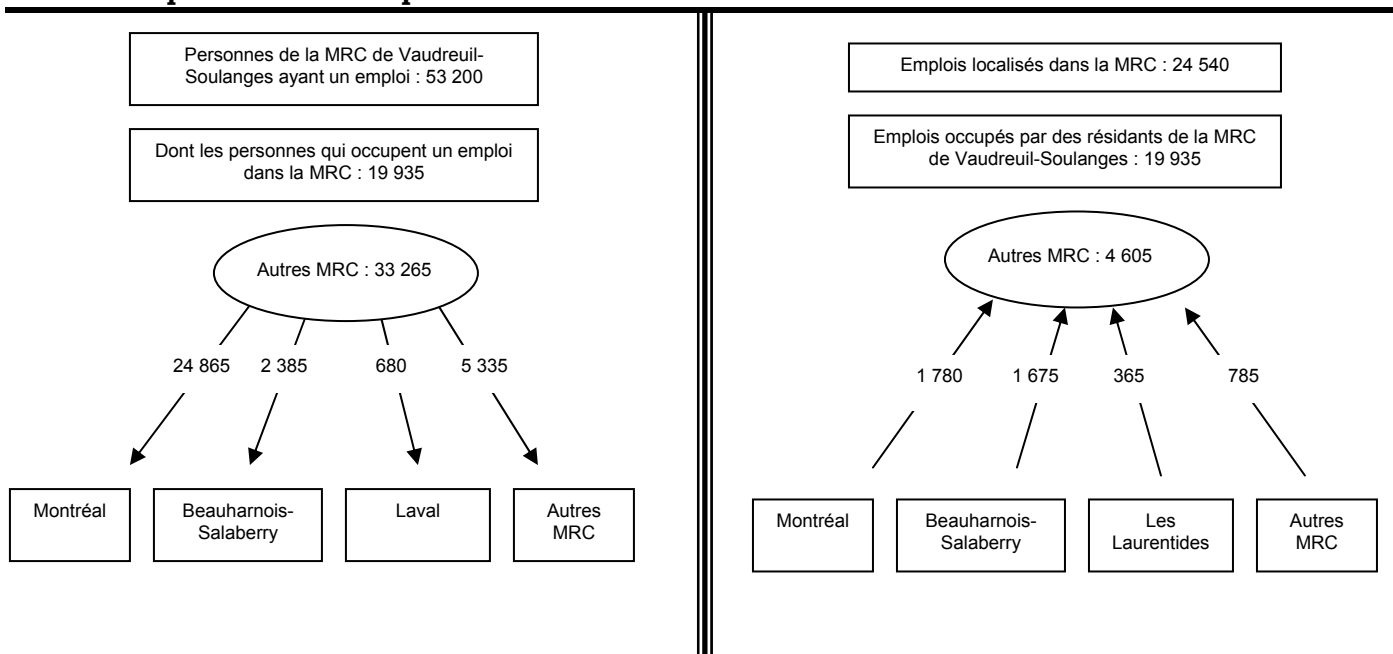 Personnes de la MRC de Vaudreuil-
Soulanges ayant un emploi : 53 200
Dont les personnes qui occupent un emploi
dans la MRC : 19 935
Autres MRC : 33 265
24 865
2 385
680
5 335
Montréal
Beauharnois-
Salaberry
Laval
Autres
MRC
Emplois localisés dans la MRC : 24 540
Emplois occupés par des résidants de la MRC
de Vaudreuil-Soulanges : 19 935
Autres MRC : 4 605
1 780
1 675
365
785
Montréal
Beauharnois-
Salaberry
Les
Laurentides
Autres
MRC